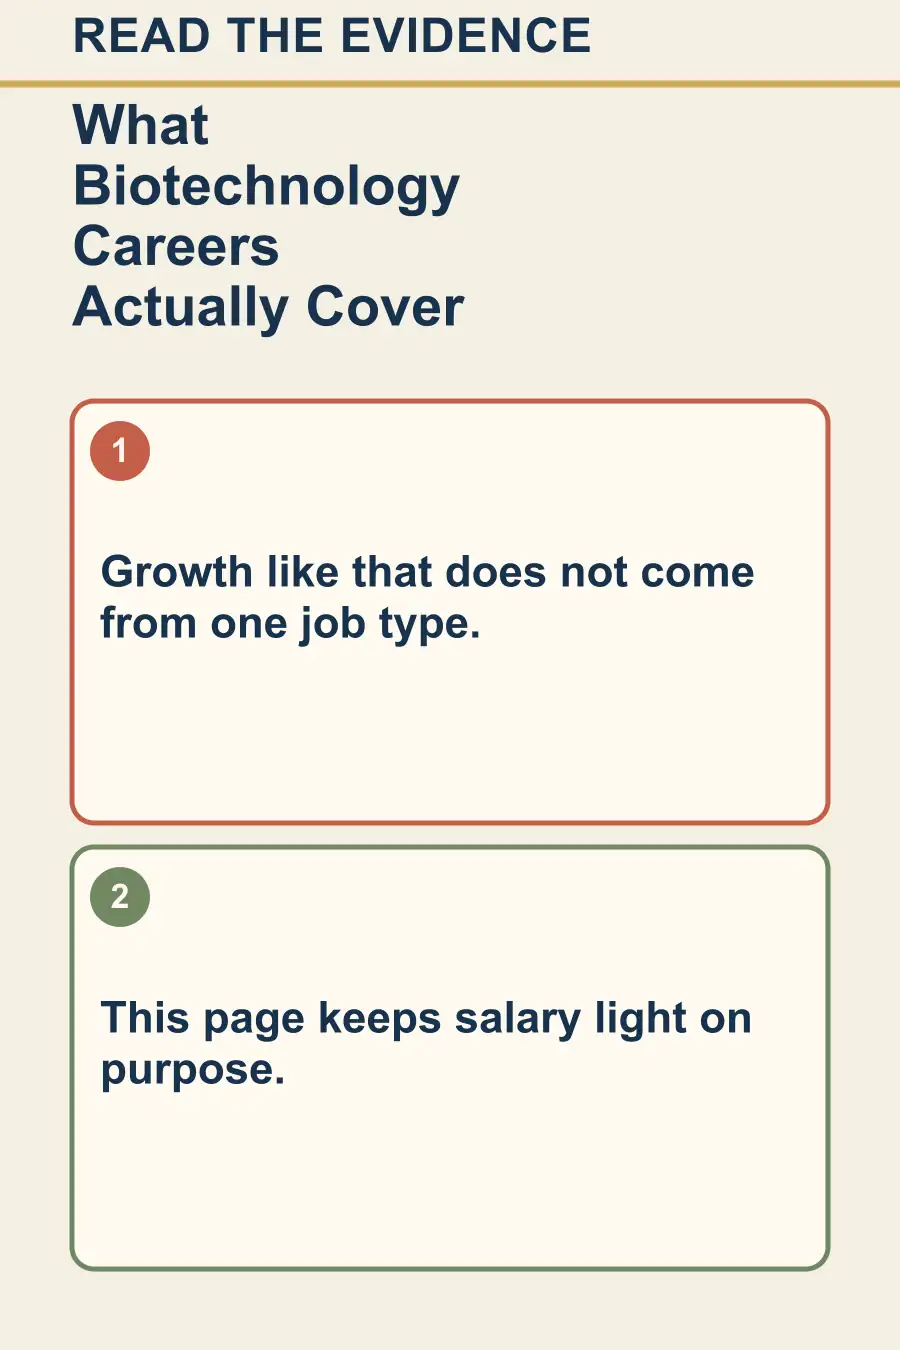 READ THE EVIDENCE
What
Biotechnology
Careers
Actually Cover
1
Growth like that does not come
from one job type.
2
This page keeps salary light on
purpose.